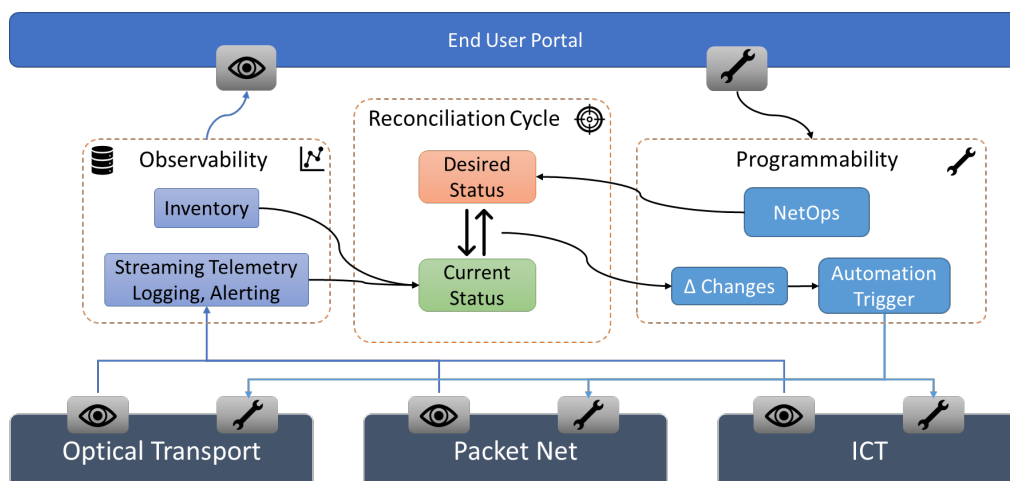 End User Portal
Reconciliation Cycle
Observability
Programmability
Desired
Status
Inventory
NetOps
Streaming Telemetry
Logging, Alerting
Current
Status
Δ Changes
Automation
Trigger
Optical Transport
Packet Net
ICT